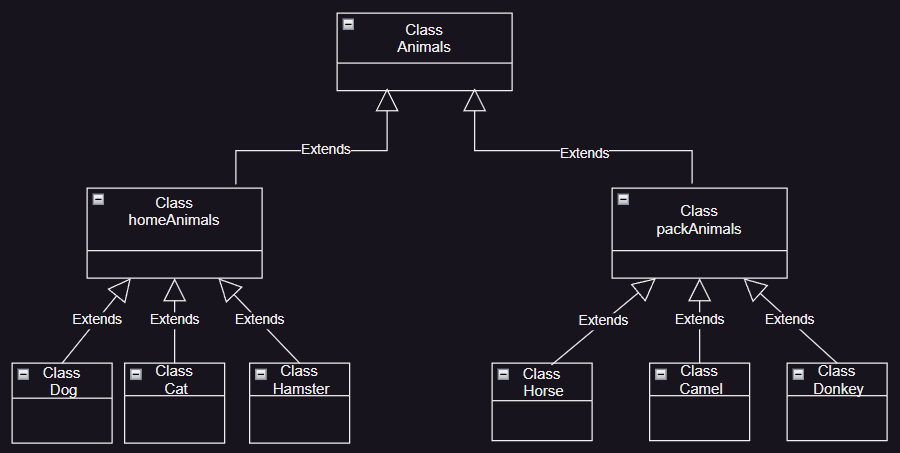 Class
Animals
Extends
Extends
Class
homeAnimals
Class
packAnimals
Extends
Extends
Extends
Extends
Extends
Extends
Class
Dog
Class
Cat
Class
Hamster
Class
Horse
Class
Camel
Class
Donkey